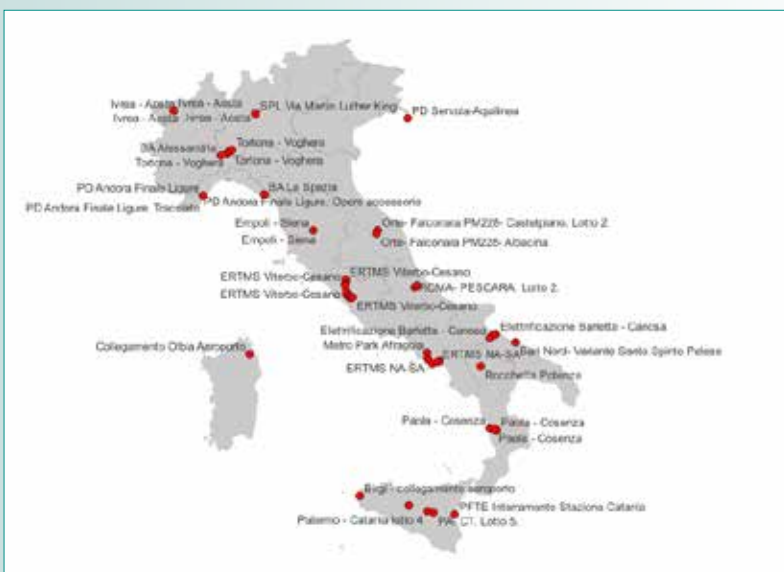 Ivrea - Aosta Ivrea - Aosta
Ivrea - Aosta Ivrea - Aosta
SPL Via Martin Luther King
PD Servola-Aquilinea
SA Alessandria
Tortona - Voghera
Tortona - Voghera
Tortona - Voghera
PD Andora Finale Ligure
SA La Spezia
PD Andora Finale Ligure. Tracciato
PD Andora Finale Ligure. Opere accessorie
Empoli - Siena
Empoli - Siena
Orte- Falconara PM228- Castelplanio. Lotto 2.
Orte- Falconara PM228- Albacina
ERTMS Viterbo-Cesano
ERTMS Viterbo-Cesano
ERTMS Viterbo-Cesano
ERTMS Viterbo-Cesano
ROMA- PESCARA. Lotto 2.
Elettrificazione Barletta - Canosa
Elettrificazione Barletta - Canosa
Metro Park Afragola
Bari Nord- Variante Santo Spirito Palese
Collegamento Olbia Aeroporto
ERTMS NA-SA
ERTMS NA-SA
Rocchetta Potenza
Paola - Cosenza
Paola - Cosenza
Paola - Cosenza
Birgi - collegamento aeroporto
PFTE Interramento Stazione Catania
Palermo - Catania lotto 4
PA- CT. Lotto 5.